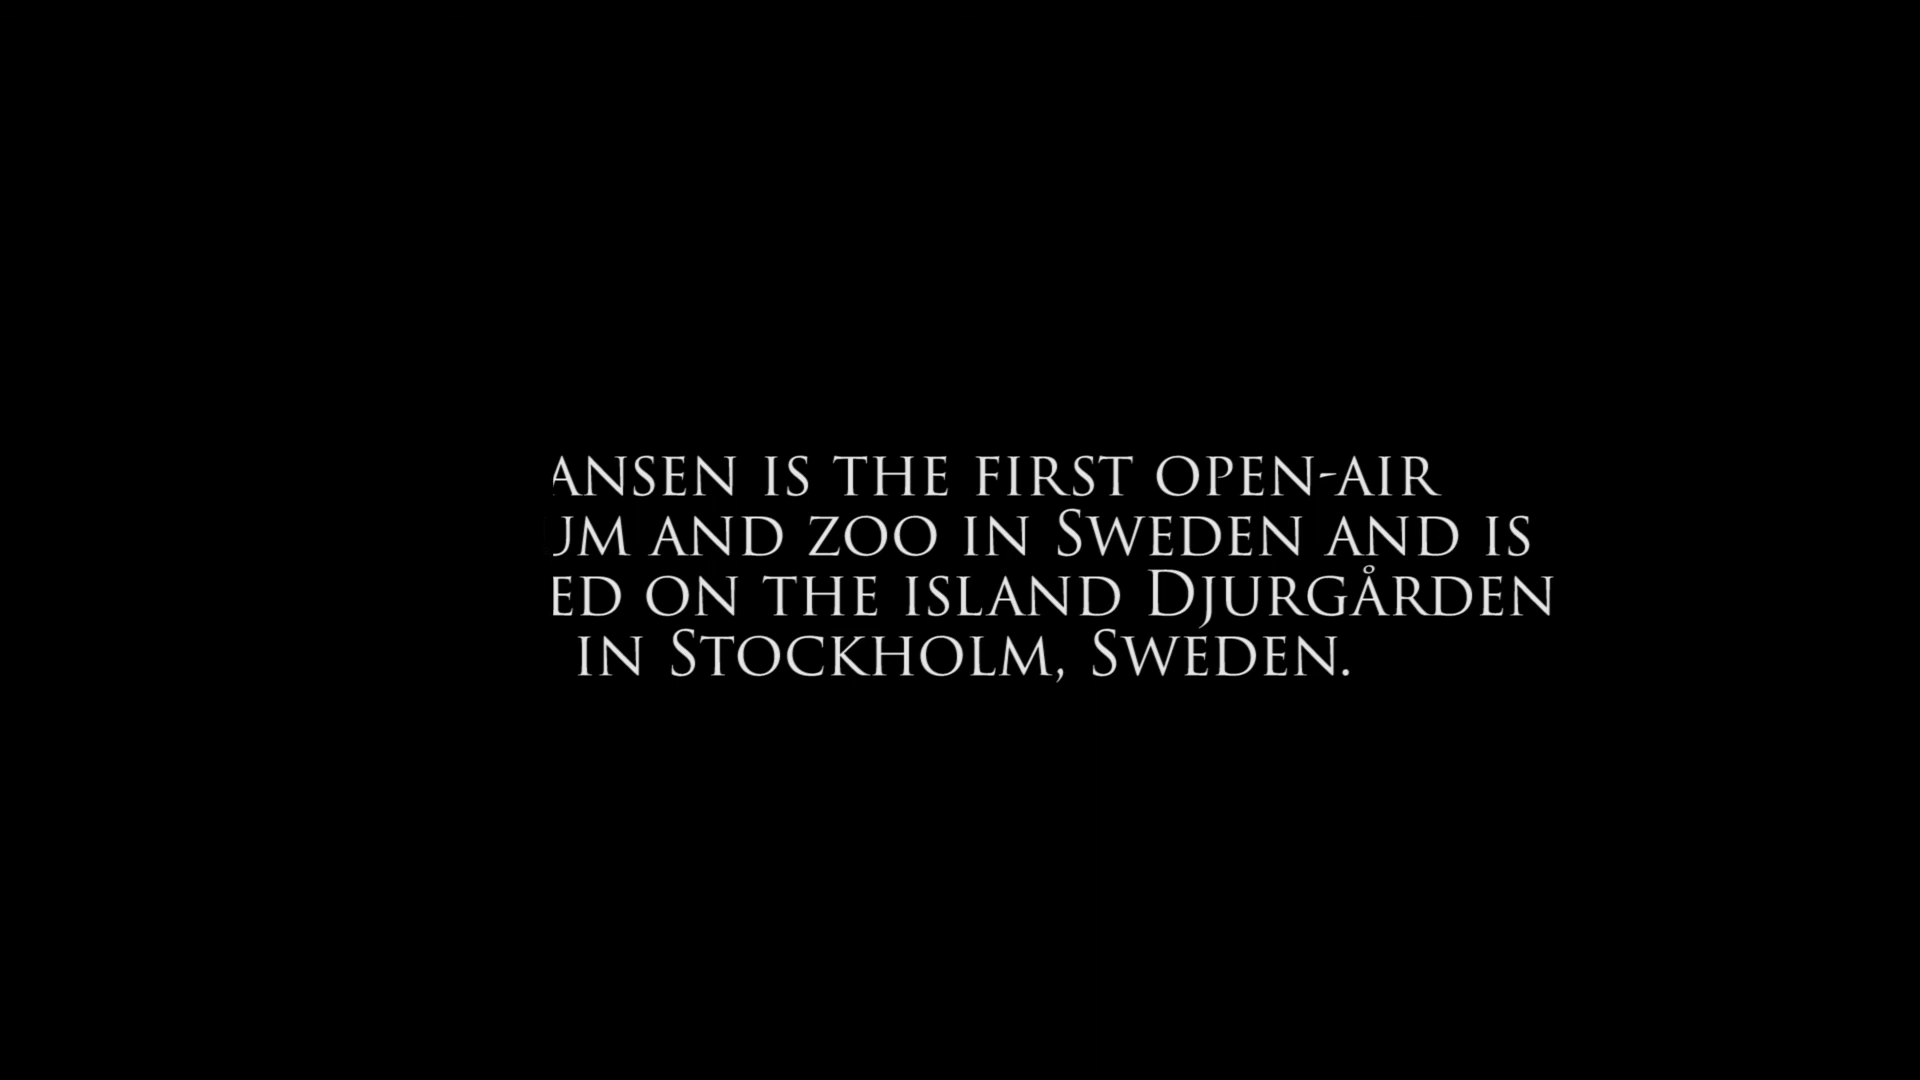 ansen is the first open-air
um and zoo in Sweden and is
ed on the island Djurgården
in Stockholm, Sweden.